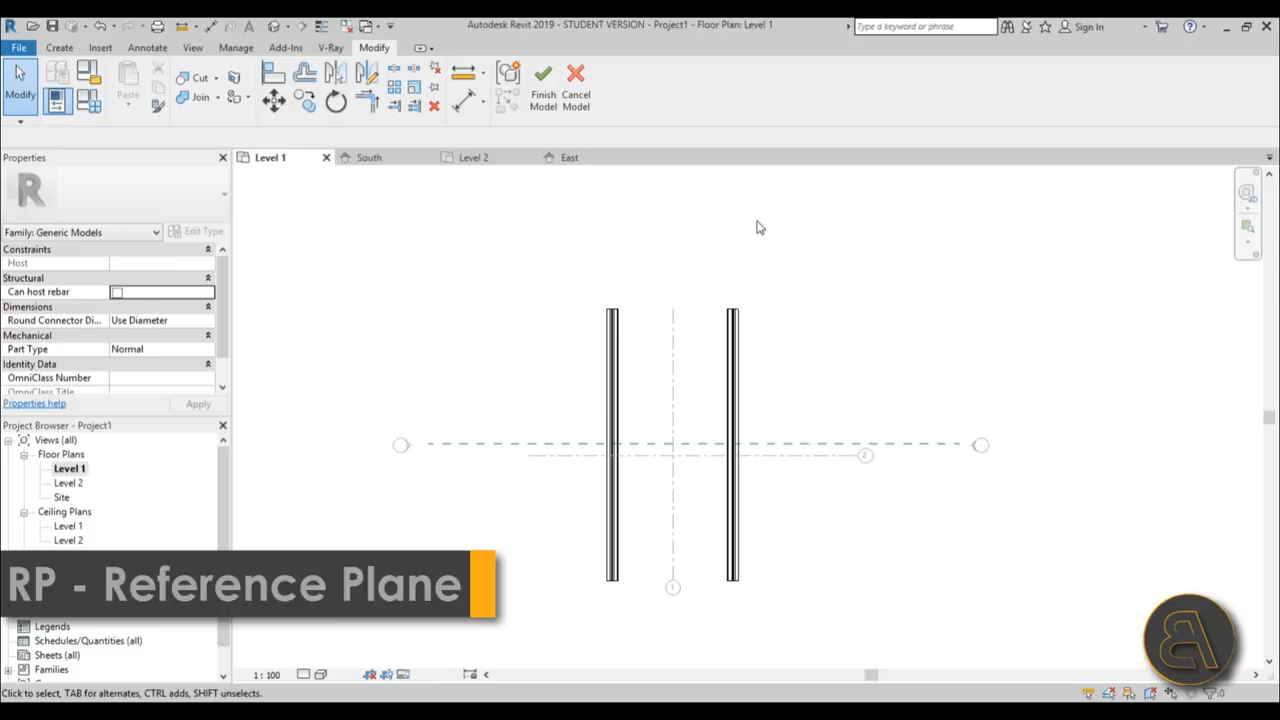 Autodesk Revit 2019 - STUDENT VERSION - Project1 - Floor Plan: Level 1
Type a keyword or phrase
Sign In
File Create Insert Annotate View Manage Add-Ins V-Ray Modify
Modify
Paste
Cut
Join
Finish Model
Cancel Model
Properties
Level 1
South
Level 2
East
Family: Generic Models
Edit Type
Constraints
Host
Structural
Can host rebar
Dimensions
Round Connector Di... Use Diameter
Mechanical
Part Type Normal
Identity Data
OmniClass Number
OmniClass Title
Properties help
Apply
Project Browser - Project1
Views (all)
Floor Plans
Level 1
Level 2
Site
Ceiling Plans
Level 1
Level 2
2
1
RP - Reference Plane
Legends
Schedules/Quantities (all)
Sheets (all)
Families
1 : 100
Click to select, TAB for alternates, CTRL adds, SHIFT unselects.
:0